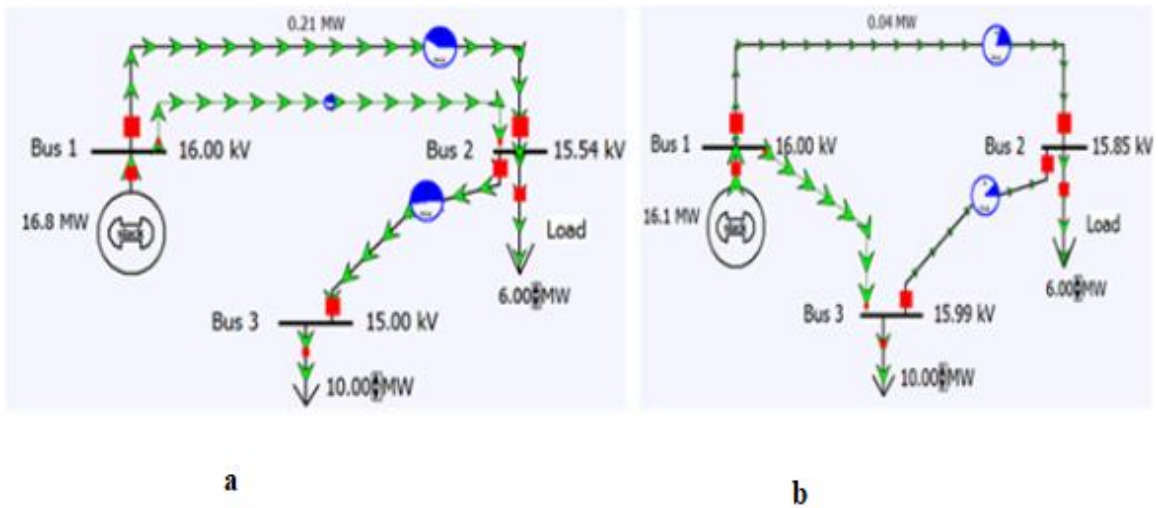 0.21 MW
Bus 1
16.00 kV
Bus 2
15.54 kV
16.8 MW
Load
6.00 MW
Bus 3
15.00 kV
10.00 MW
a
0.04 MW
Bus 1
16.00 kV
Bus 2
15.85 kV
16.1 MW
Load
6.00 MW
Bus 3
15.99 kV
10.00 MW
b